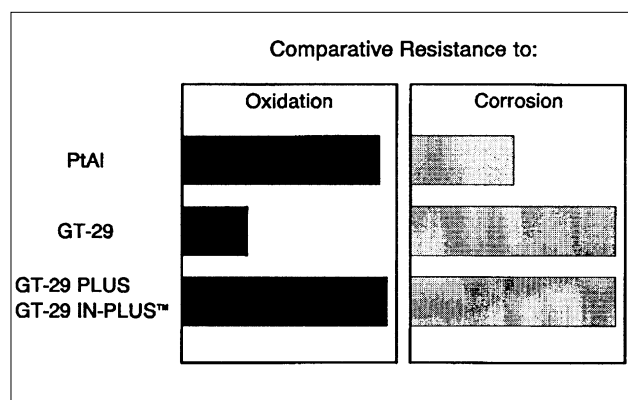 Comparative Resistance to:
Oxidation
Corrosion
PtAl
GT-29
GT-29 PLUS
GT-29 IN-PLUS™